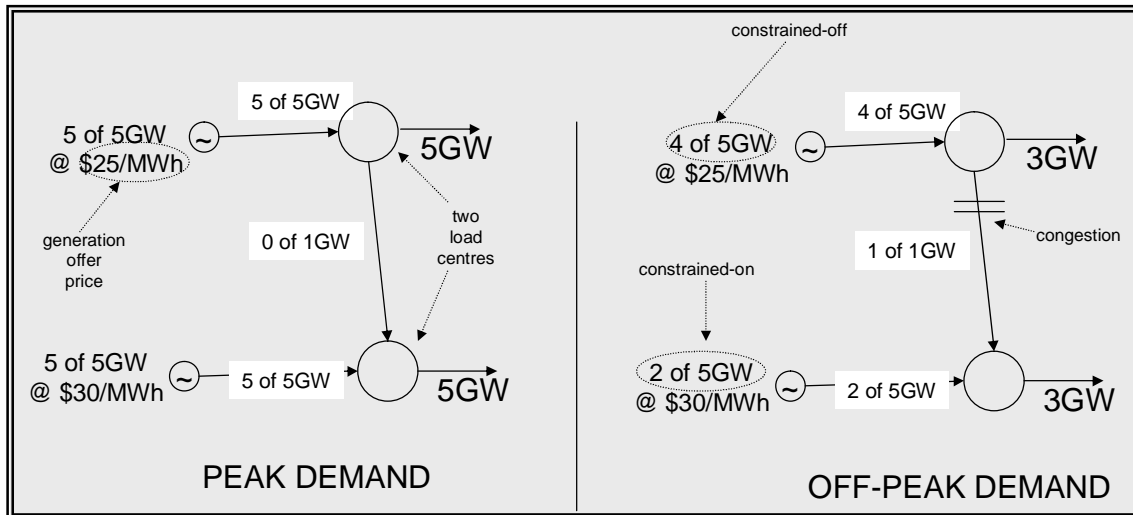 5 of 5GW
5 of 5GW
@ $25/MWh
~
5GW
generation
offer
price
0 of 1GW
two
load
centres
5 of 5GW
@ $30/MWh
~
5 of 5GW
5GW
PEAK DEMAND
constrained-off
4 of 5GW
4 of 5GW
@ $25/MWh
~
3GW
congestion
1 of 1GW
constrained-on
2 of 5GW
@ $30/MWh
~
2 of 5GW
3GW
OFF-PEAK DEMAND